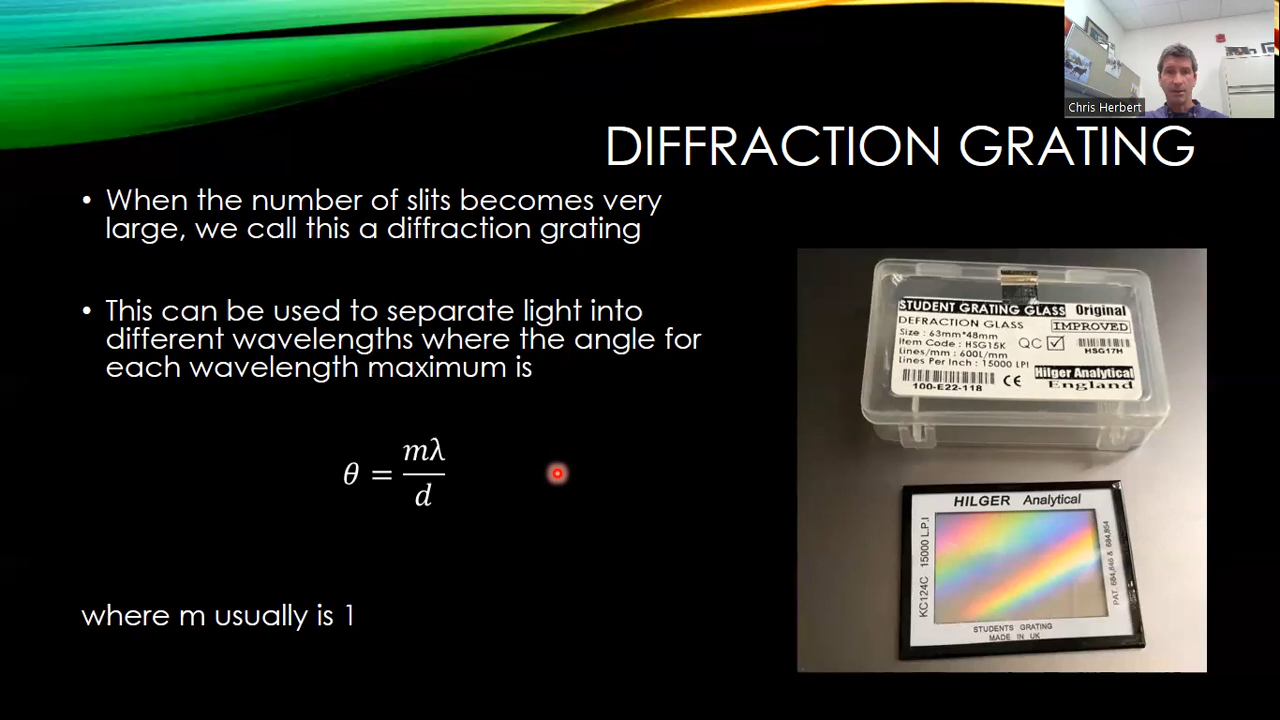 Chris Herbert
DIFFRACTION GRATING
• When the number of slits becomes very
large, we call this a diffraction grating
• This can be used to separate light into
different wavelengths where the angle for
each wavelength maximum is
θ = mλ/d
where m usually is 1
STUDENT GRATING GLASS Original
DEFRACTION GLASS IMPROVED
Size : 63mm*48mm
Item Code : HSG15K QC
Lines/mm : 600L/mm HSG17H
Lines Per Inch : 15000 LPI
Hilger Analytical
England
100-E22-118 CE
HILGER Analytical
KC124C 15000 L.P.I
PAT. 684,846 & 684,854
STUDENTS GRATING
MADE IN UK